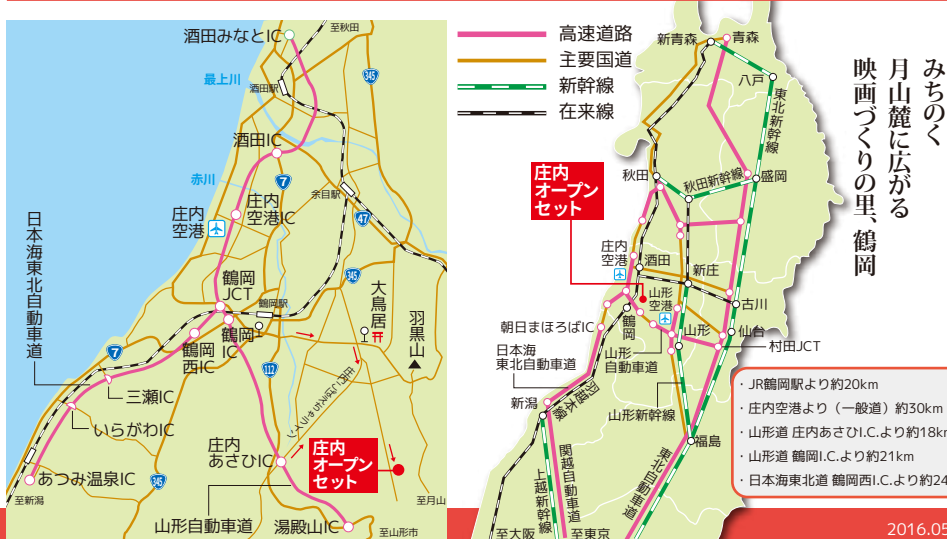 至秋田
酒田みなとIC
345
最上川
酒田駅
酒田IC
7
赤川
余目駅
庄内
空港
庄内
空港IC
47
日本海東北自動車道
鶴岡
JCT
鶴岡駅
345
大鳥居
羽黒山
鶴岡
IC
鶴岡
西IC
7
112
三瀬IC
いらがわIC
庄内
あさひIC
庄内
オープン
セット
あつみ温泉IC
345
至新潟
至月山
山形自動車道
湯殿山IC
至山形市
高速道路
主要国道
新幹線
在来線
新青森
青森
八戸
東北新幹線
秋田
秋田新幹線
盛岡
庄内
オープン
セット
庄内
空港
酒田
新庄
山形
空港
古川
朝日まほろばIC
鶴岡
山形
仙台
村田JCT
日本海
東北自動車道
山形
自動車道
新潟
羽越本線
山形新幹線
福島
関越自動車道
上越新幹線
東北自動車道
至大阪
至東京
みちのく
月山麓に広がる
映画づくりの里、鶴岡
・JR鶴岡駅より約20km
・庄内空港より（一般道）約30km
・山形道 庄内あさひI.C.より約18km
・山形道 鶴岡I.C.より約21km
・日本海東北道 鶴岡西I.C.より約24
2016.05